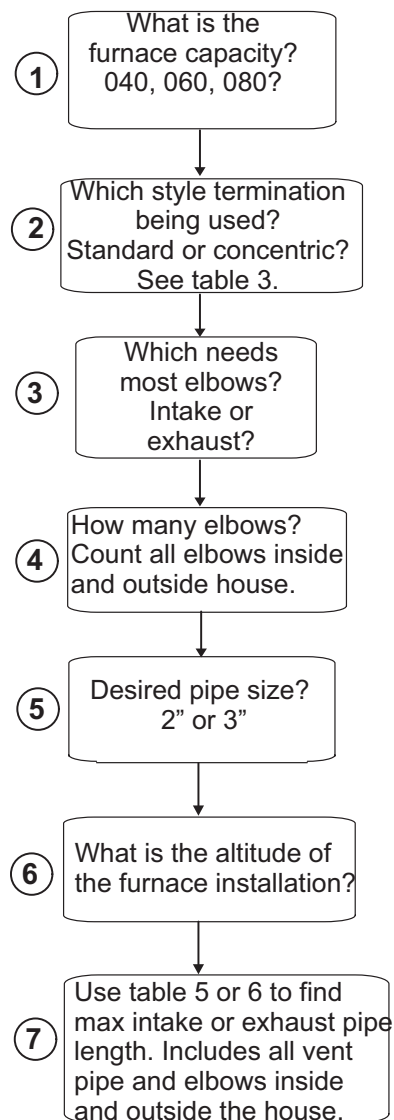 1
What is the
furnace capacity?
040, 060, 080?
2
Which style termination
being used?
Standard or concentric?
See table 3.
3
Which needs
most elbows?
Intake or
exhaust?
4
How many elbows?
Count all elbows inside
and outside house.
5
Desired pipe size?
2” or 3”
6
What is the altitude of
the furnace installation?
7
Use table 5 or 6 to find
max intake or exhaust pipe
length. Includes all vent
pipe and elbows inside
and outside the house.